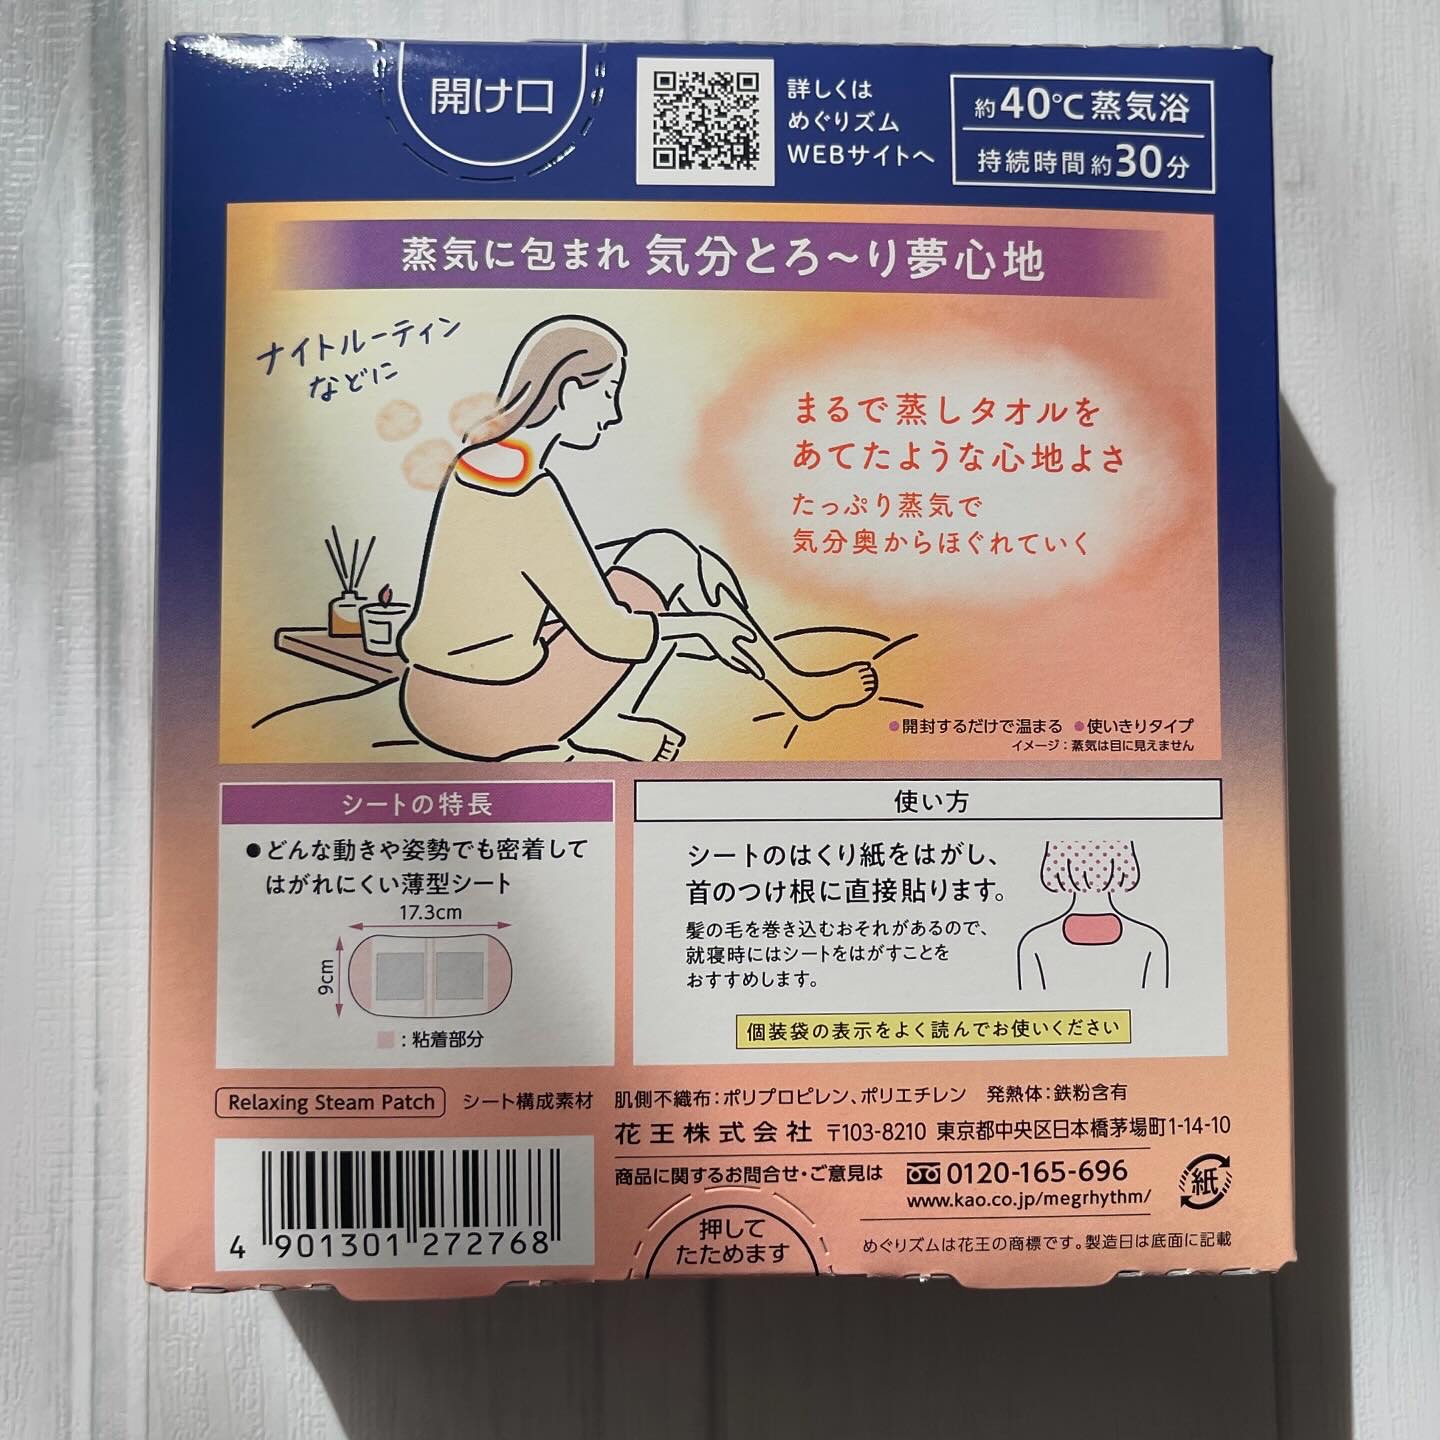 開け口
詳しくは
めぐりズム
WEBサイトへ
約40℃蒸気浴
持続時間約30分
蒸気に包まれ 気分とろ～り夢心地
ナイトルーティン
などに
まるで蒸しタオルを
あてたような心地よさ
たっぷり蒸気で
気分奥からほぐれていく
●開封するだけで温まる ●使いきりタイプ
イメージ：蒸気は目に見えません
シートの特長
●どんな動きや姿勢でも密着して
はがれにくい薄型シート
17.3cm
9cm
：粘着部分
使い方
シートのはくり紙をはがし、
首のつけ根に直接貼ります。
髪の毛を巻き込むおそれがあるので、
就寝時にはシートをはがすことを
おすすめします。
個装袋の表示をよく読んでお使いください
Relaxing Steam Patch シート構成素材 肌側不織布：ポリプロピレン、ポリエチレン 発熱体：鉄粉含有
花王株式会社 〒103-8210 東京都中央区日本橋茅場町1-14-10
商品に関するお問合せ・ご意見は 0120-165-696
www.kao.co.jp/megrhythm/
紙
押して
たためます
めぐりズムは花王の商標です。製造日は底面に記載
4 901301 272768